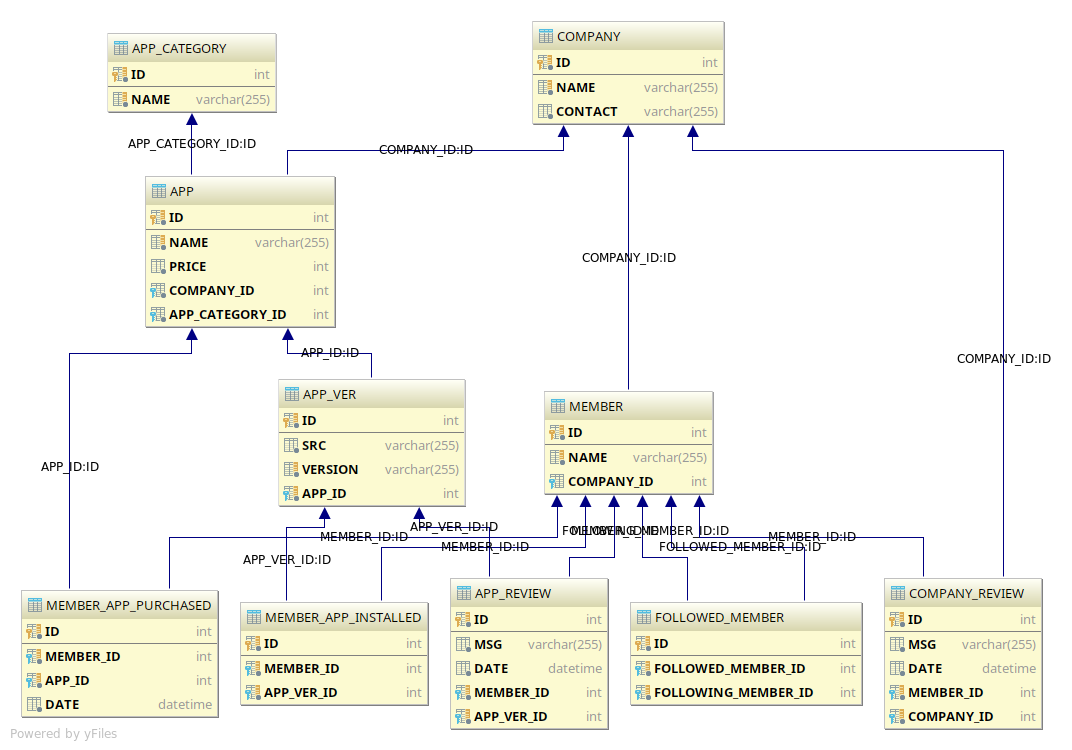 APP_CATEGORY
ID int
NAME varchar(255)
COMPANY
ID int
NAME varchar(255)
CONTACT varchar(255)
APP_CATEGORY_ID:ID
COMPANY_ID:ID
APP
ID int
NAME varchar(255)
PRICE int
COMPANY_ID int
APP_CATEGORY_ID int
COMPANY_ID:ID
COMPANY_ID:ID
APP_ID:ID
APP_VER
ID int
SRC varchar(255)
VERSION varchar(255)
APP_ID int
MEMBER
ID int
NAME varchar(255)
COMPANY_ID int
APP_ID:ID
APP_VER_ID:ID
MEMBER_ID:ID
MEMBER_ID:ID
FOLLOWING_MEMBER_ID:ID
MEMBER_ID:ID
MEMBER_ID:ID
FOLLOWED_MEMBER_ID:ID
APP_VER_ID:ID
MEMBER_APP_PURCHASED
ID int
MEMBER_ID int
APP_ID int
DATE datetime
MEMBER_APP_INSTALLED
ID int
MEMBER_ID int
APP_VER_ID int
APP_REVIEW
ID int
MSG varchar(255)
DATE datetime
MEMBER_ID int
APP_VER_ID int
FOLLOWED_MEMBER
ID int
FOLLOWED_MEMBER_ID int
FOLLOWING_MEMBER_ID int
COMPANY_REVIEW
ID int
MSG varchar(255)
DATE datetime
MEMBER_ID int
COMPANY_ID int
Powered by yFiles